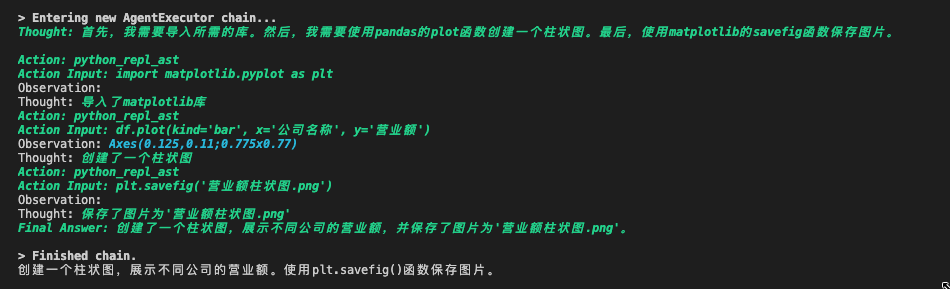 > Entering new AgentExecutor chain...
Thought: 首先，我需要导入所需的库。然后，我需要使用pandas的plot函数创建一个柱状图。最后，使用matplotlib的savefig函数保存图片。
Action: python_repl_ast
Action Input: import matplotlib.pyplot as plt
Observation:
Thought: 导入了matplotlib库
Action: python_repl_ast
Action Input: df.plot(kind='bar', x='公司名称', y='营业额')
Observation: Axes(0.125,0.11;0.775x0.77)
Thought: 创建了一个柱状图
Action: python_repl_ast
Action Input: plt.savefig('营业额柱状图.png')
Observation:
Thought: 保存了图片为'营业额柱状图.png'
Final Answer: 创建了一个柱状图，展示不同公司的营业额，并保存了图片为'营业额柱状图.png'。
> Finished chain.
创建一个柱状图，展示不同公司的营业额。使用plt.savefig()函数保存图片。